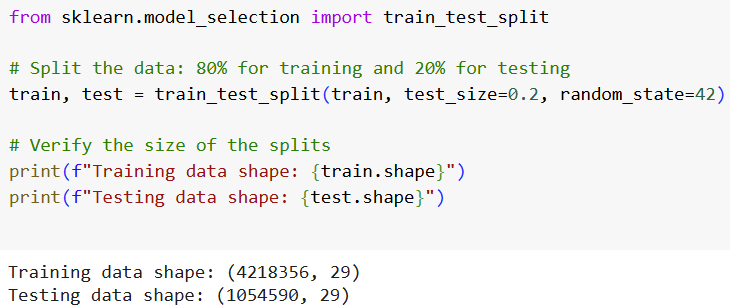 from sklearn.model_selection import train_test_split
# Split the data: 80% for training and 20% for testing
train, test = train_test_split(train, test_size=0.2, random_state=42)
# Verify the size of the splits
print(f"Training data shape: {train.shape}")
print(f"Testing data shape: {test.shape}")
Training data shape: (4218356, 29)
Testing data shape: (1054590, 29)